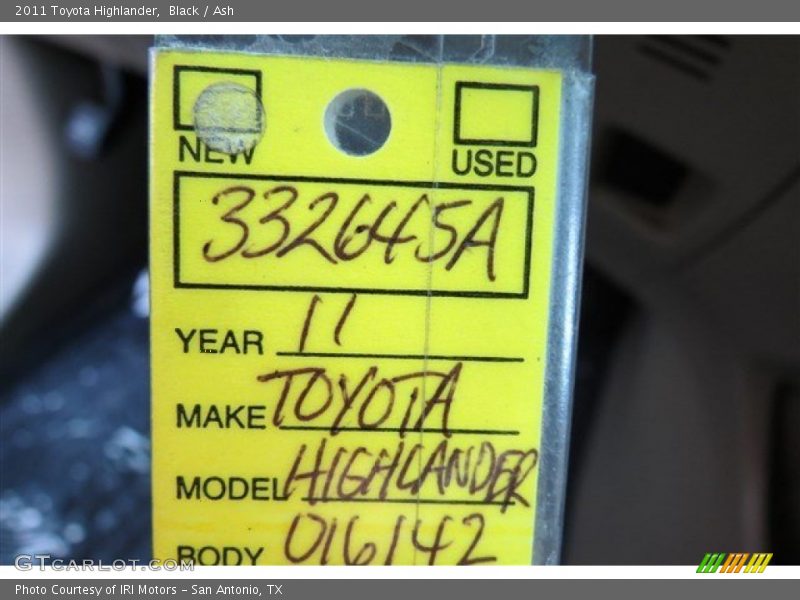 2011 Toyota Highlander, Black / Ash
NEW USED
332645A
YEAR 11
MAKE TOYOTA
MODEL HIGHLANDER
BODY 016142
GTCARLOT.COM
Photo Courtesy of IRI Motors – San Antonio, TX